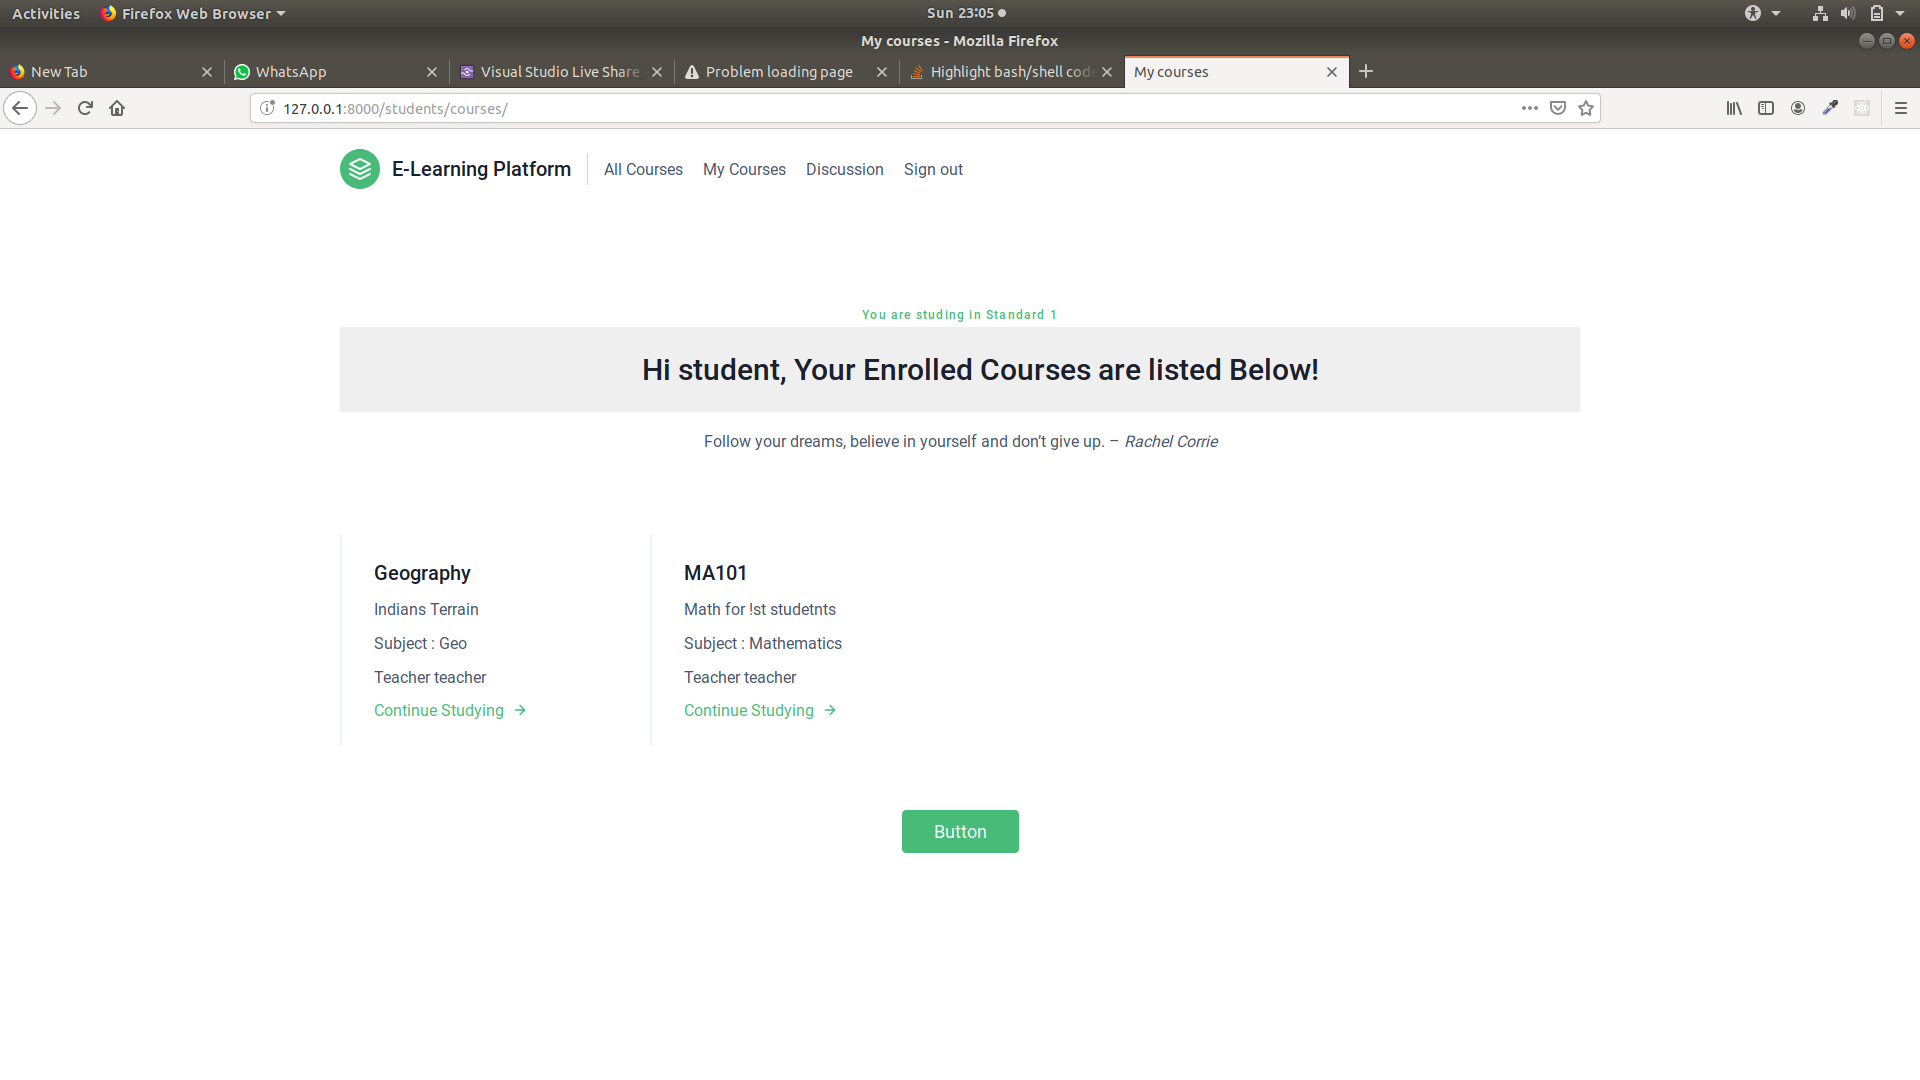 Activities Firefox Web Browser Sun 23:05
My courses - Mozilla Firefox
New Tab WhatsApp Visual Studio Live Share Problem loading page Highlight bash/shell code My courses
127.0.0.1:8000/students/courses/
E-Learning Platform All Courses My Courses Discussion Sign out
You are studing in Standard 1
Hi student, Your Enrolled Courses are listed Below!
Follow your dreams, believe in yourself and don’t give up. – Rachel Corrie
Geography
Indians Terrain
Subject : Geo
Teacher teacher
Continue Studying
MA101
Math for !st studetnts
Subject : Mathematics
Teacher teacher
Continue Studying
Button